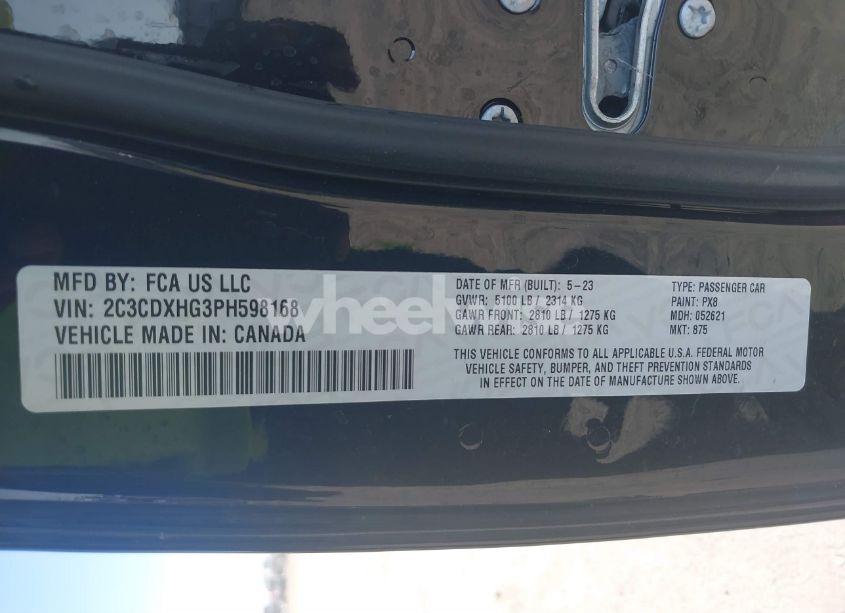 MFD BY: FCA US LLC
VIN: 2C3CDXHG3PH598168
VEHICLE MADE IN: CANADA
DATE OF MFR (BUILT): 5-23
GVWR: 5100 LB / 2314 KG
GAWR FRONT: 2810 LB / 1275 KG
GAWR REAR: 2810 LB / 1275 KG
TYPE: PASSENGER CAR
PAINT: PX8
MDH: 052621
MKT: 875
THIS VEHICLE CONFORMS TO ALL APPLICABLE U.S.A. FEDERAL MOTOR
VEHICLE SAFETY, BUMPER, AND THEFT PREVENTION STANDARDS
IN EFFECT ON THE DATE OF MANUFACTURE SHOWN ABOVE.